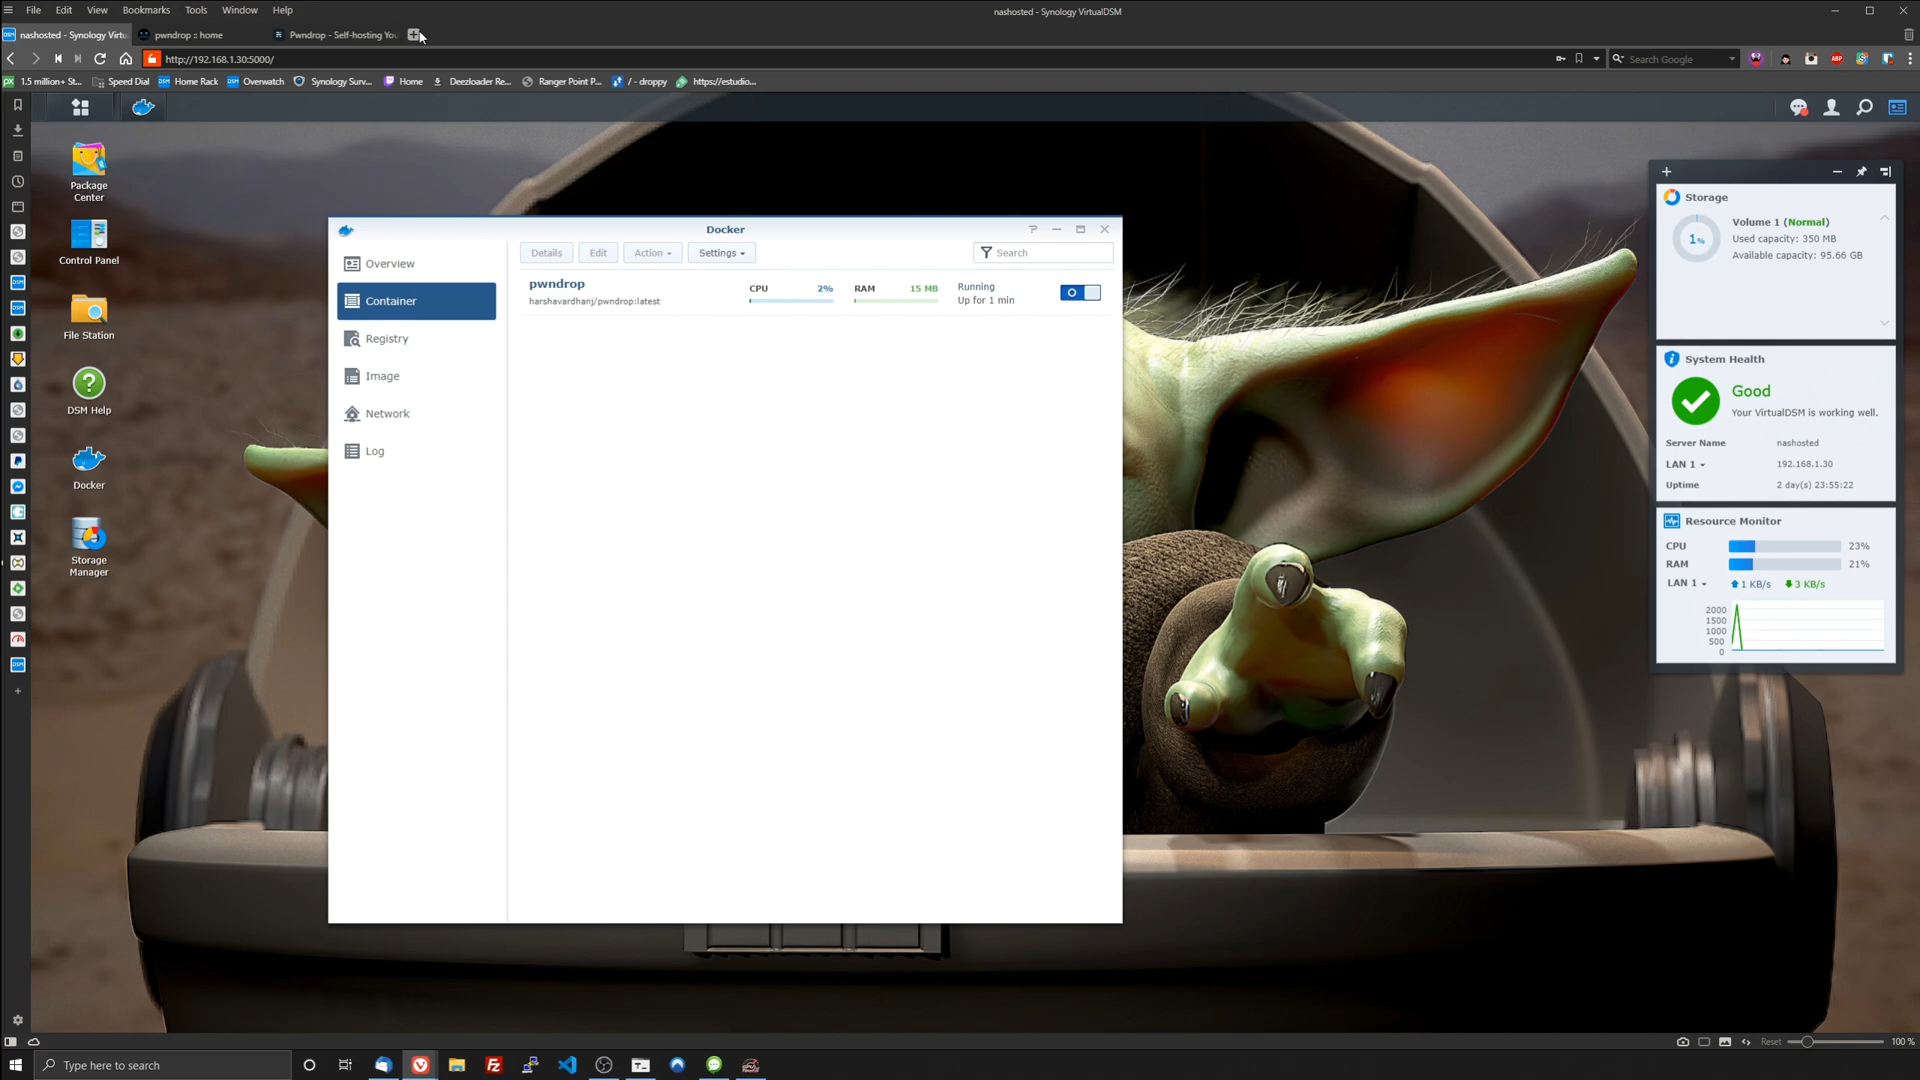 File Edit View Bookmarks Tools Window Help
nashosted - Synology VirtualDSM
nashosted - Synology Virtu
pwndrop :: home
Pwndrop - Self-hosting Yo
http://192.168.1.30:5000/
Search Google
1.5 million+ St...
Speed Dial
Home Rack
Overwatch
Synology Surv...
Home
Deezloader Re...
Ranger Point P...
/ - droppy
https://estudio...
Package
Center
Control Panel
File Station
DSM Help
Docker
Storage
Manager
Docker
Overview
Container
Registry
Image
Network
Log
Details
Edit
Action
Settings
Search
pwndrop
harshavardhanj/pwndrop:latest
CPU 2%
RAM 15 MB
Running
Up for 1 min
Storage
1%
Volume 1 (Normal)
Used capacity: 350 MB
Available capacity: 95.66 GB
System Health
Good
Your VirtualDSM is working well.
Server Name nashosted
LAN 1 192.168.1.30
Uptime 2 day(s) 23:55:22
Resource Monitor
CPU 23%
RAM 21%
LAN 1 1 KB/s 3 KB/s
2000
1500
1000
500
0
Reset
100 %
Type here to search